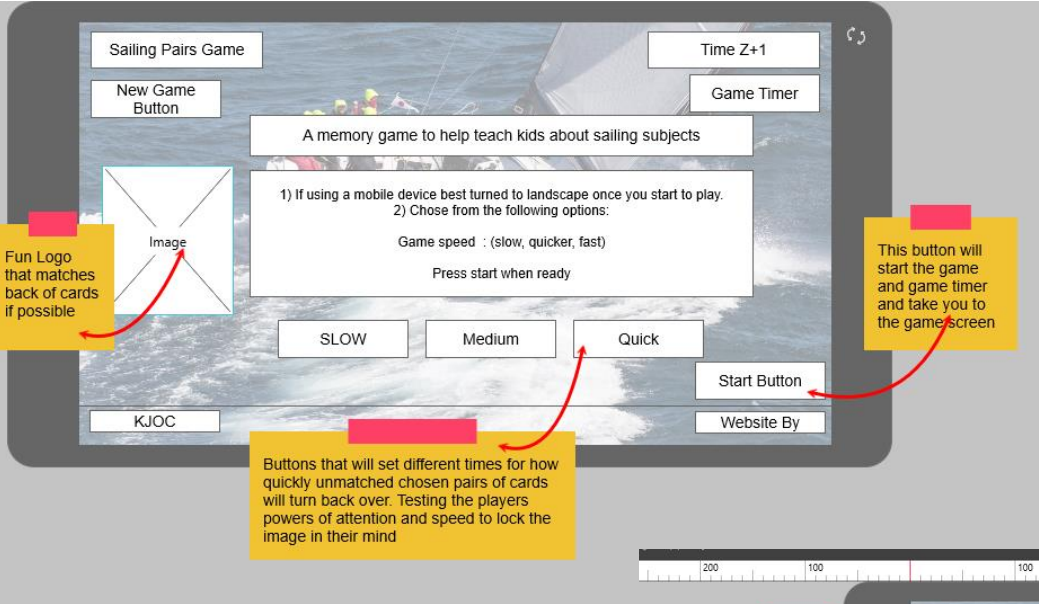 Sailing Pairs Game
Time Z+1
New Game
Button
Game Timer
A memory game to help teach kids about sailing subjects
1) If using a mobile device best turned to landscape once you start to play.
2) Chose from the following options:
Game speed : (slow, quicker, fast)
Press start when ready
Image
Fun Logo
that matches
back of cards
if possible
This button will
start the game
and game timer
and take you to
the game screen
SLOW
Medium
Quick
Start Button
KJOC
Website By
Buttons that will set different times for how
quickly unmatched chosen pairs of cards
will turn back over. Testing the players
powers of attention and speed to lock the
image in their mind
200
100
100